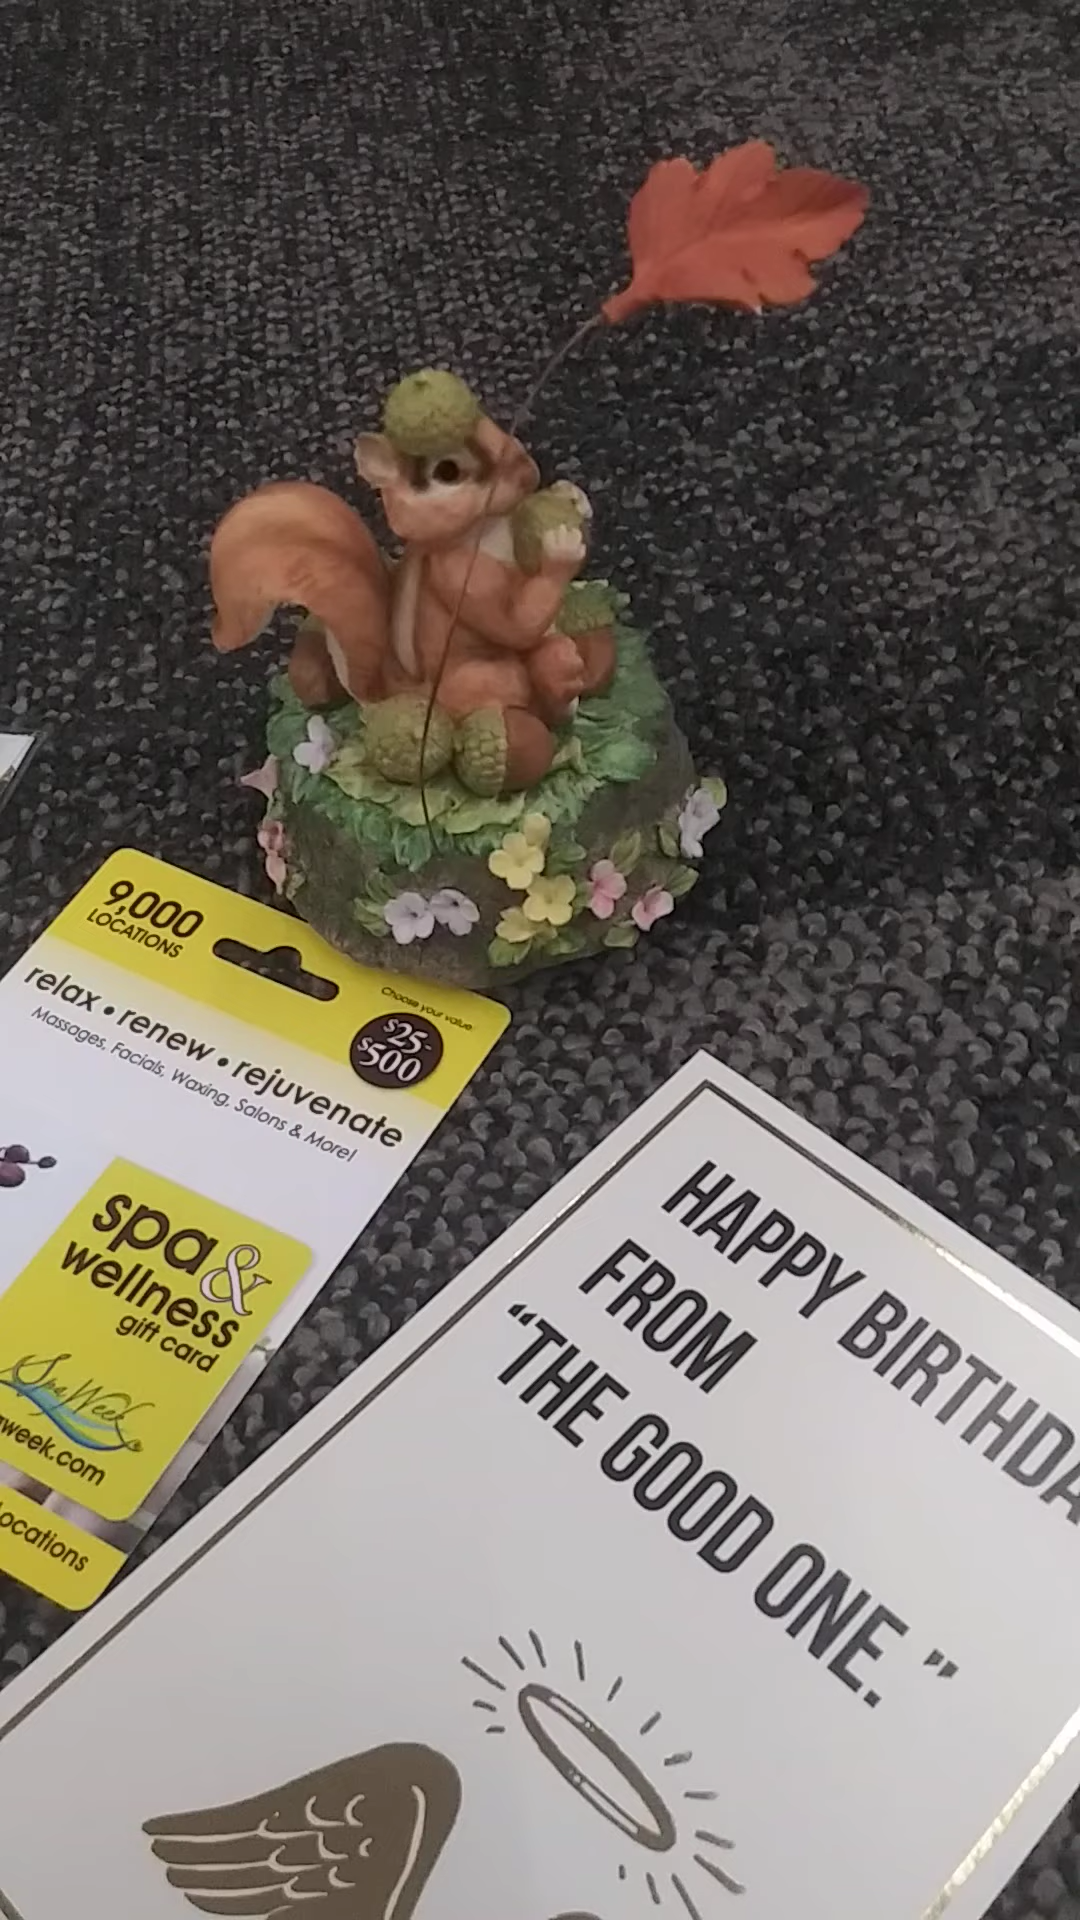 9,000
LOCATIONS
Choose your value:
$25-
$500
relax • renew • rejuvenate
Massages, Facials, Waxing, Salons & More!
spa &
wellness
gift card
SpaWeek
week.com
Locations
HAPPY BIRTHDA
FROM
“THE GOOD ONE.”